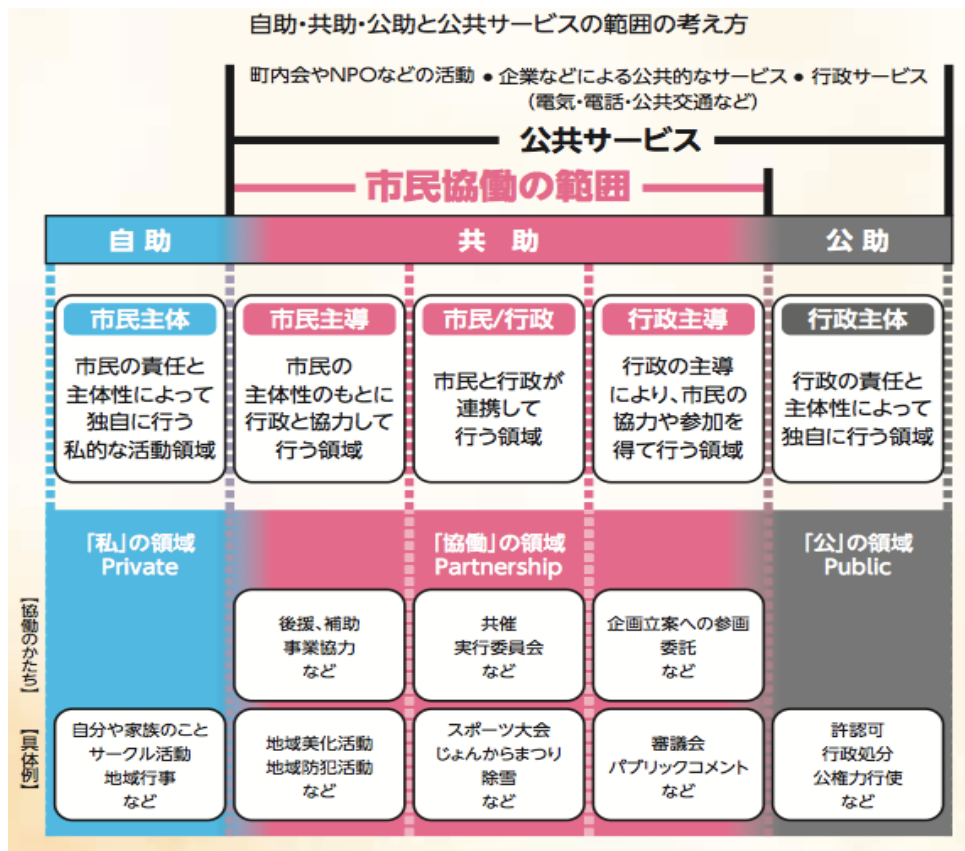 自助・共助・公助と公共サービスの範囲の考え方
町内会やNPOなどの活動 ● 企業などによる公共的なサービス ● 行政サービス
（電気・電話・公共交通など）
公共サービス
市民協働の範囲
自助
共助
公助
市民主体
市民の責任と
主体性によって
独自に行う
私的な活動領域
市民主導
市民の
主体性のもとに
行政と協力して
行う領域
市民/行政
市民と行政が
連携して
行う領域
行政主導
行政の主導
により、市民の
協力や参加を
得て行う領域
行政主体
行政の責任と
主体性によって
独自に行う領域
「私」の領域
Private
「協働」の領域
Partnership
「公」の領域
Public
【協働のかたち】
後援、補助
事業協力
など
共催
実行委員会
など
企画立案への参画
委託
など
【具体例】
自分や家族のこと
サークル活動
地域行事
など
地域美化活動
地域防犯活動
など
スポーツ大会
じょんからまつり
除雪
など
審議会
パブリックコメント
など
許認可
行政処分
公権力行使
など